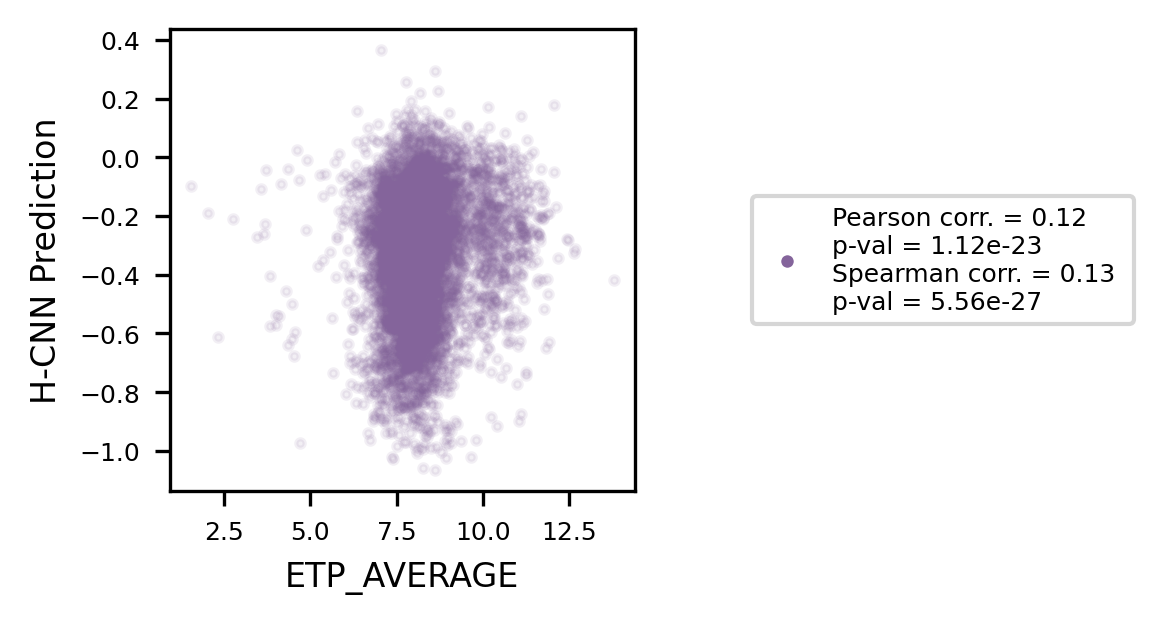 0.4
0.2
0.0
−0.2
−0.4
−0.6
−0.8
−1.0
H-CNN Prediction
2.5 5.0 7.5 10.0 12.5
ETP_AVERAGE
Pearson corr. = 0.12
p-val = 1.12e-23
Spearman corr. = 0.13
p-val = 5.56e-27